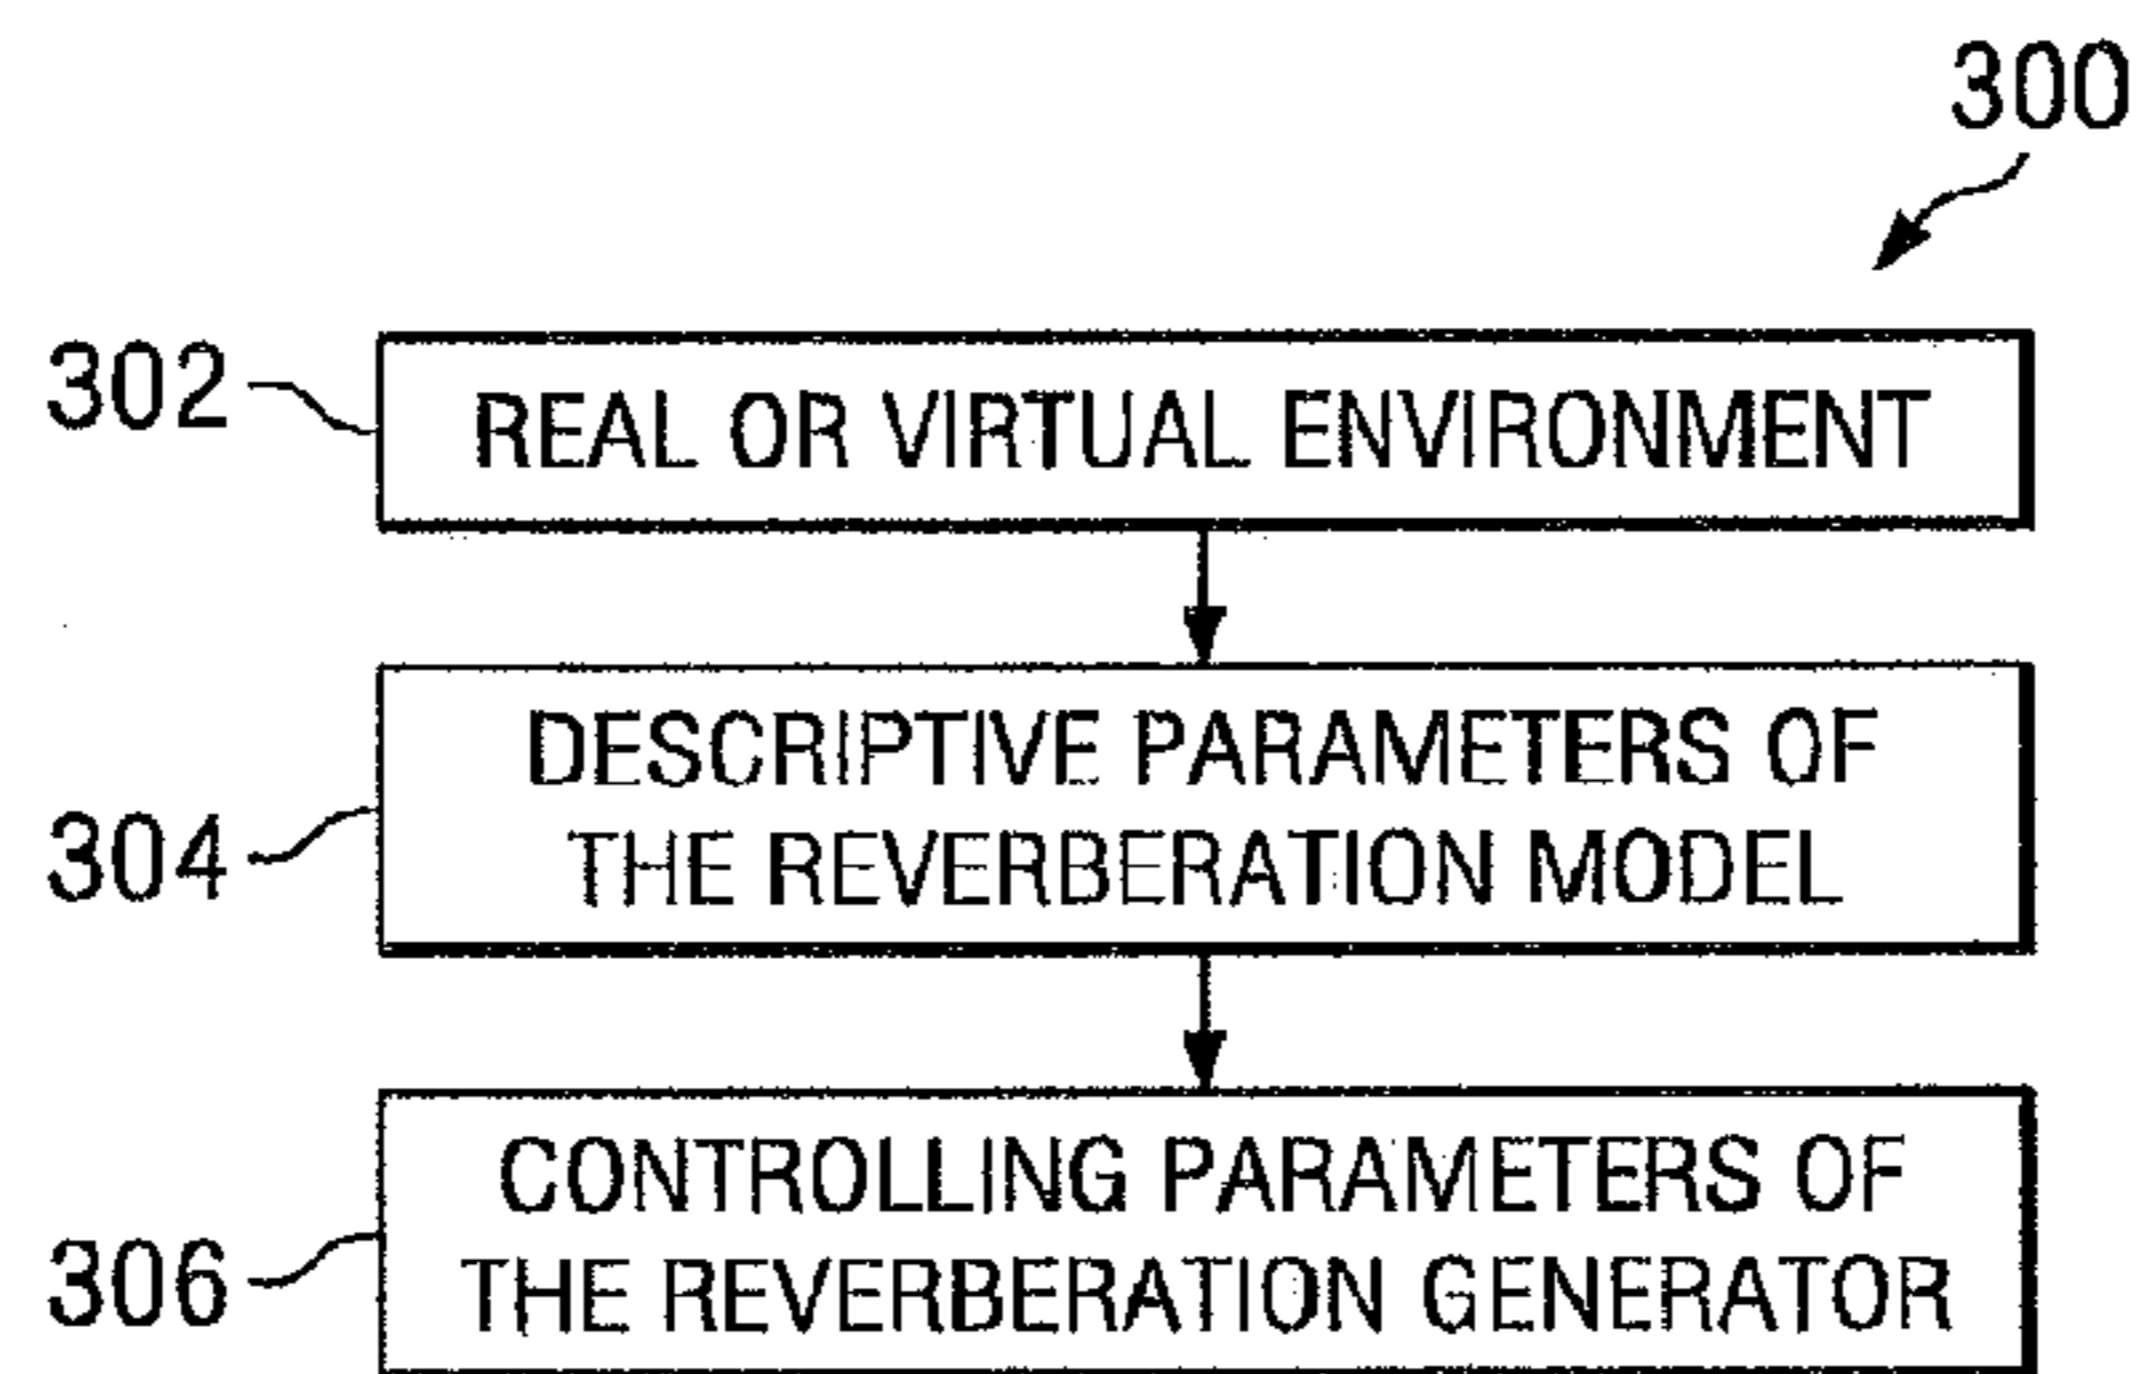 300
302
REAL OR VIRTUAL ENVIRONMENT
304
DESCRIPTIVE PARAMETERS OF
THE REVERBERATION MODEL
306
CONTROLLING PARAMETERS OF
THE REVERBERATION GENERATOR